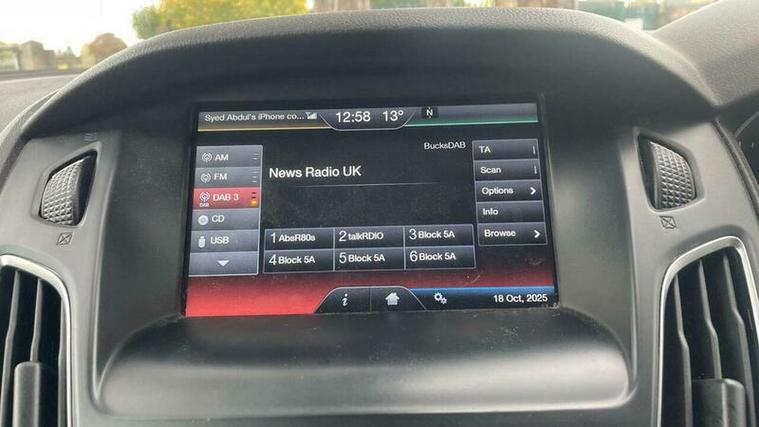 Syed Abdul's iPhone co...
12:58 13°
N
AM
FM
DAB 3
DAB
CD
USB
BucksDAB
News Radio UK
1 AbsR80s 2 talkRDIO 3 Block 5A
4 Block 5A 5 Block 5A 6 Block 5A
TA
Scan
Options
Info
Browse
i
18 Oct, 2025